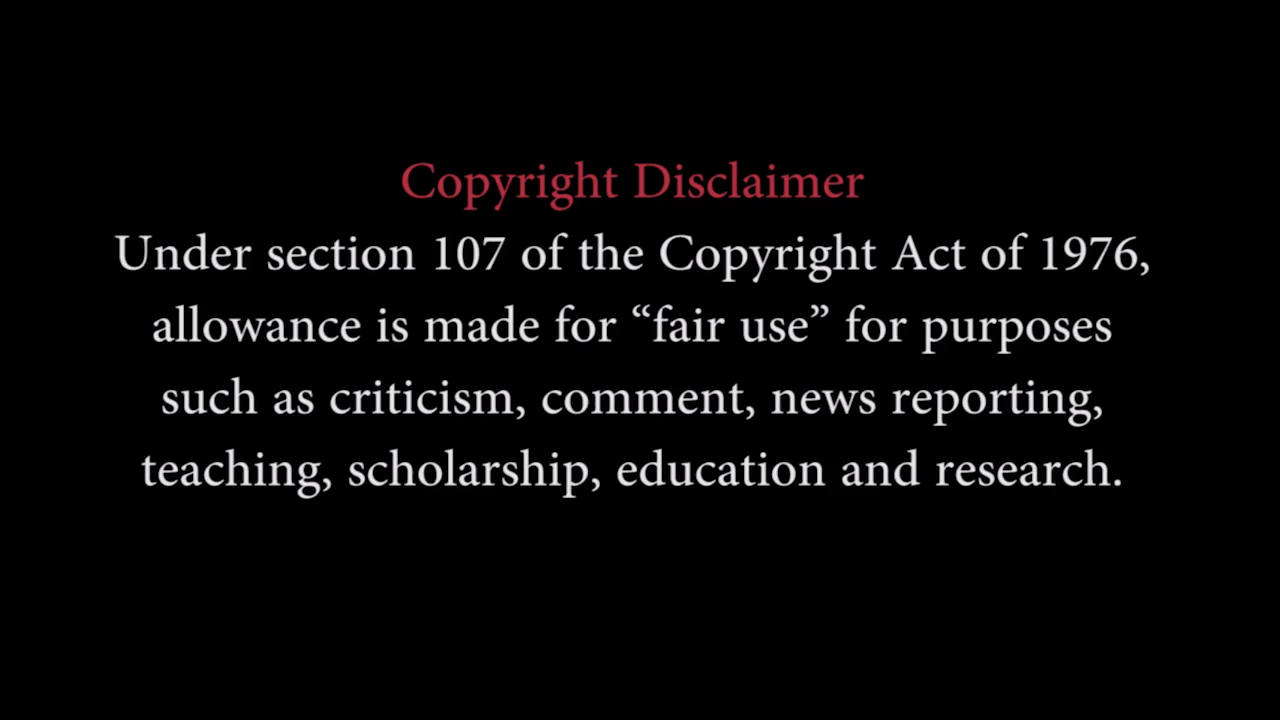 Copyright Disclaimer
Under section 107 of the Copyright Act of 1976,
allowance is made for “fair use” for purposes
such as criticism, comment, news reporting,
teaching, scholarship, education and research.